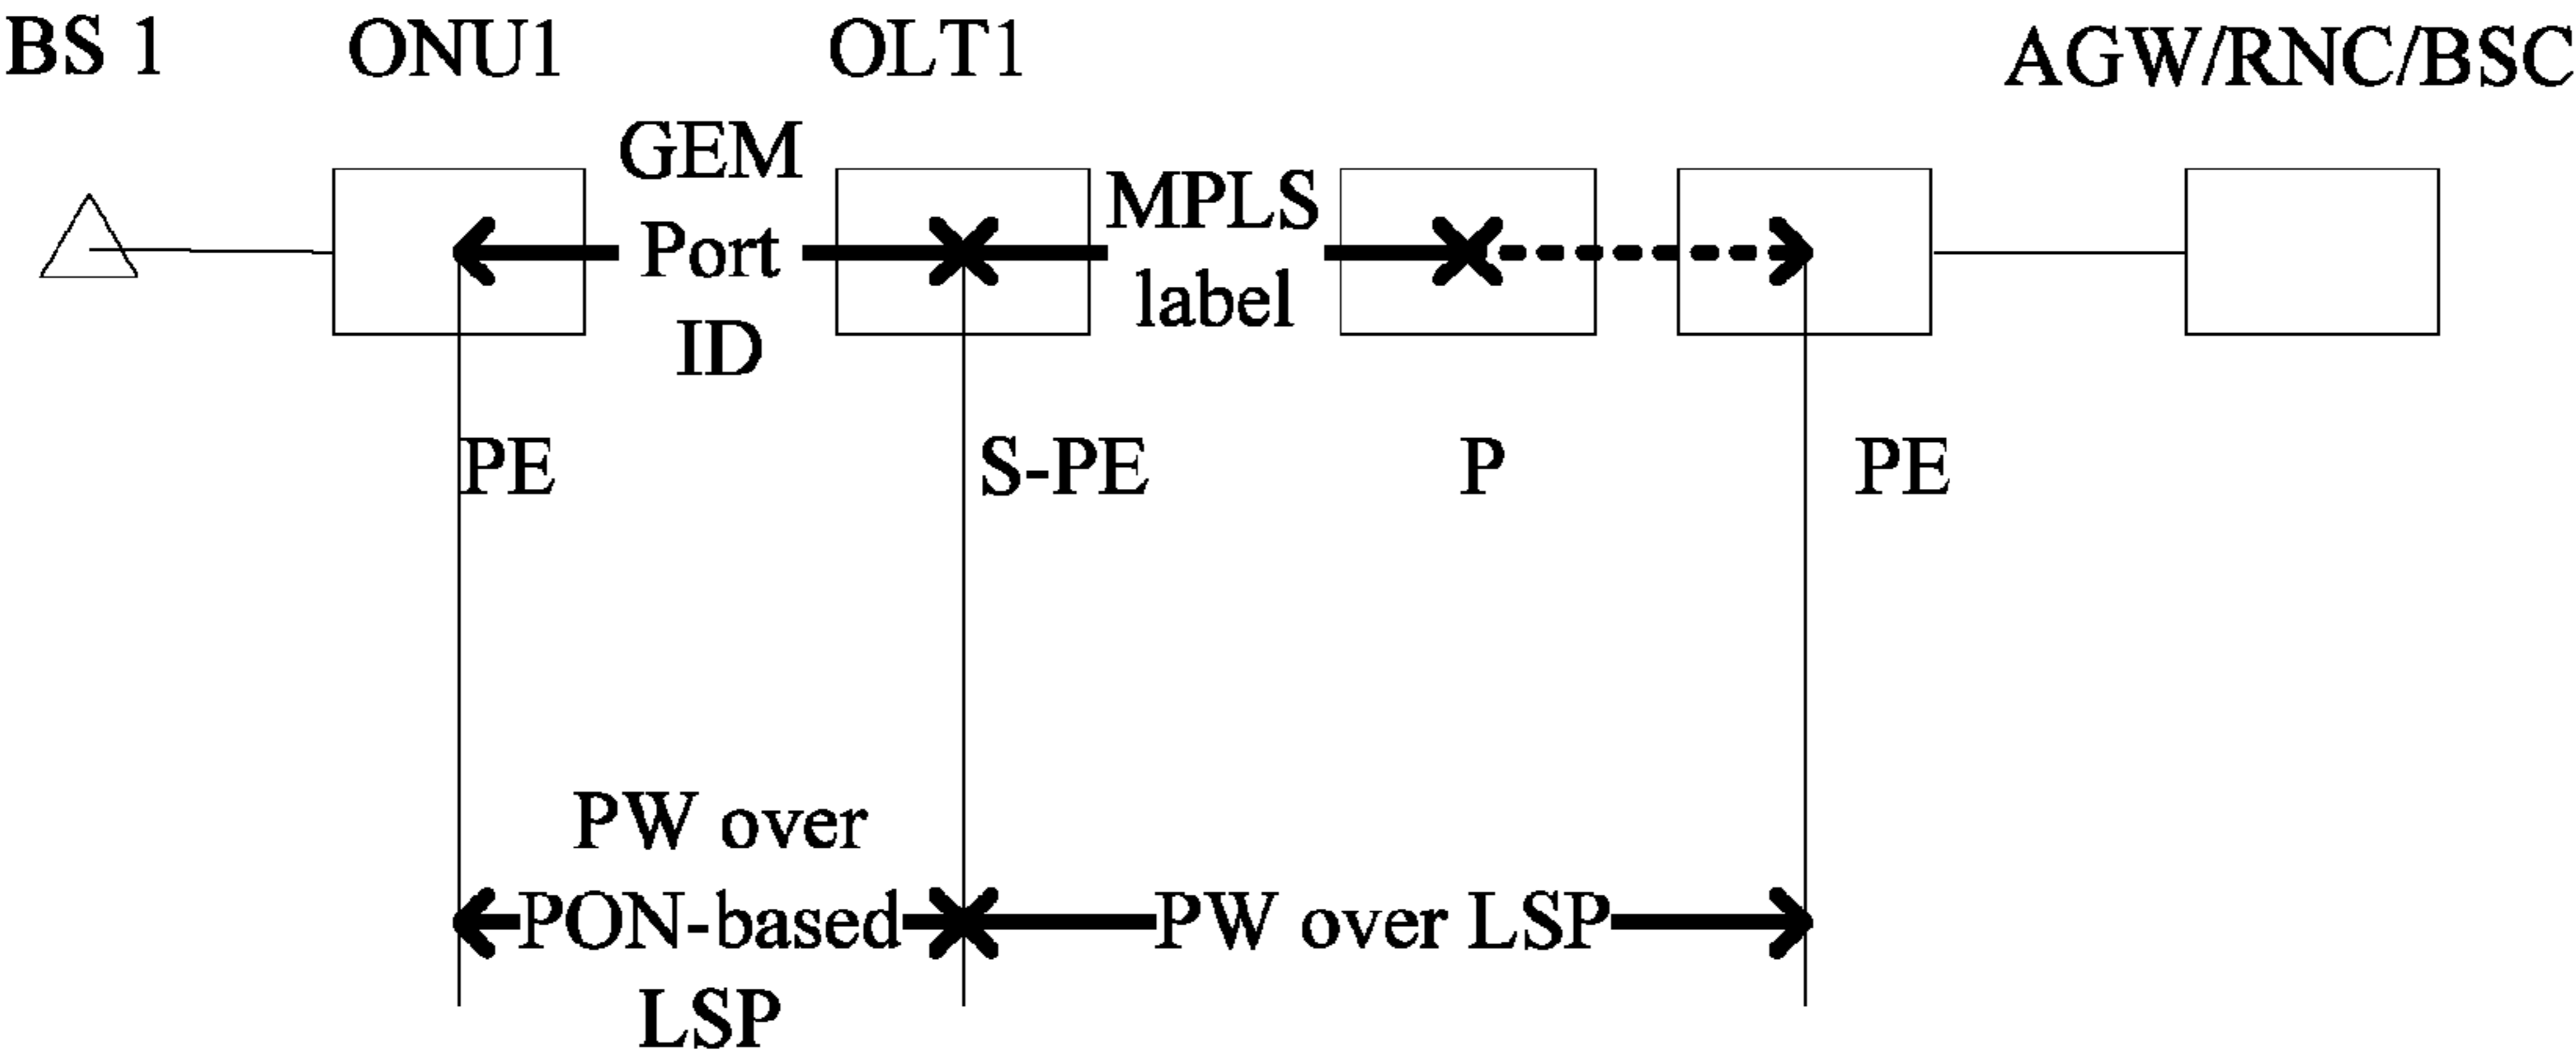 BS 1
ONU1
OLT1
AGW/RNC/BSC
GEM
Port
ID
MPLS
label
PE
S-PE
P
PE
PW over
PON-based
LSP
PW over LSP